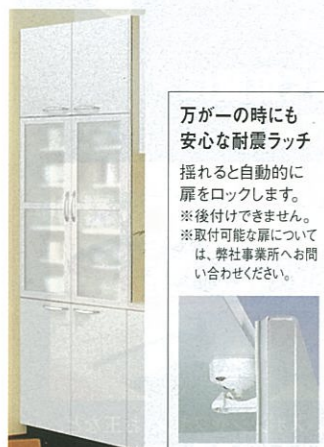 万が一の時にも
安心な耐震ラッチ
揺れると自動的に
扉をロックします。
※後付けできません。
※取付可能な扉について
は、弊社事業所へお問
い合わせください。